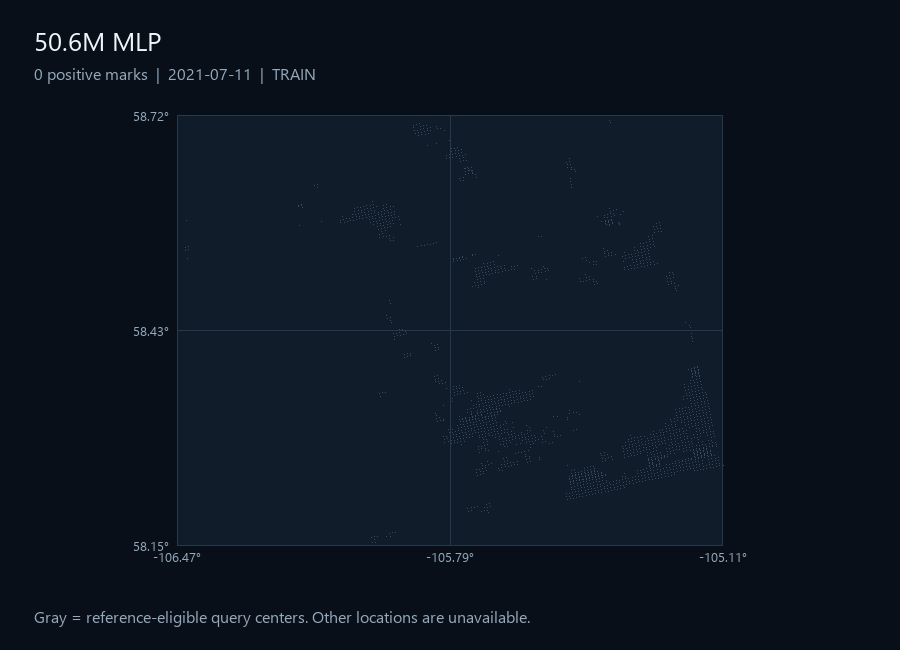 50.6M MLP
0 positive marks | 2021-07-11 | TRAIN
58.72°
58.43°
58.15°
-106.47°
-105.79°
-105.11°
Gray = reference-eligible query centers. Other locations are unavailable.